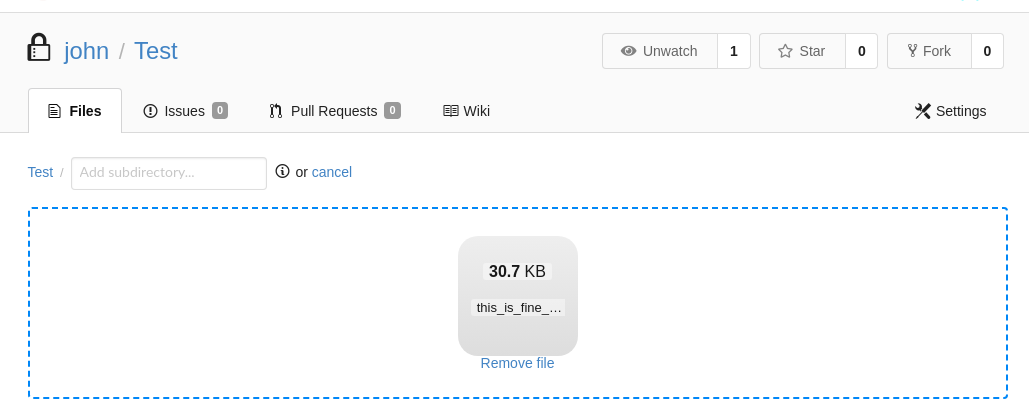 john / Test
Unwatch 1 Star 0 Fork 0
Files Issues 0 Pull Requests 0 Wiki Settings
Test / Add subdirectory... or cancel
30.7 KB
this_is_fine_...
Remove file